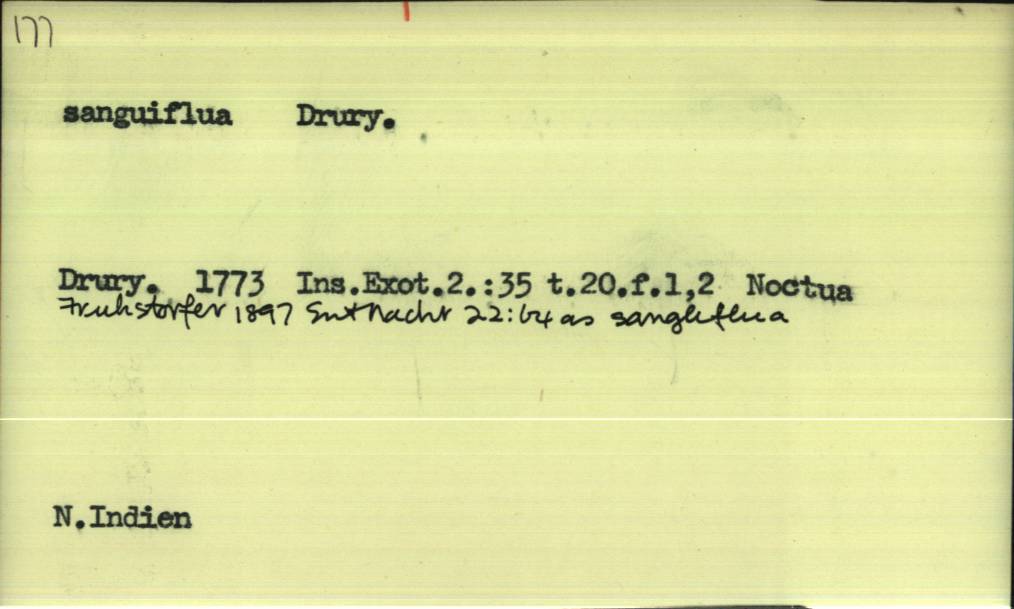 177
sanguiflua Drury.
Drury. 1773 Ins.Exot.2.:35 t.20.f.1,2 Noctua
Fruhstorfer 1897 Ent Nachr 22:64 as sangliflua
N.Indien